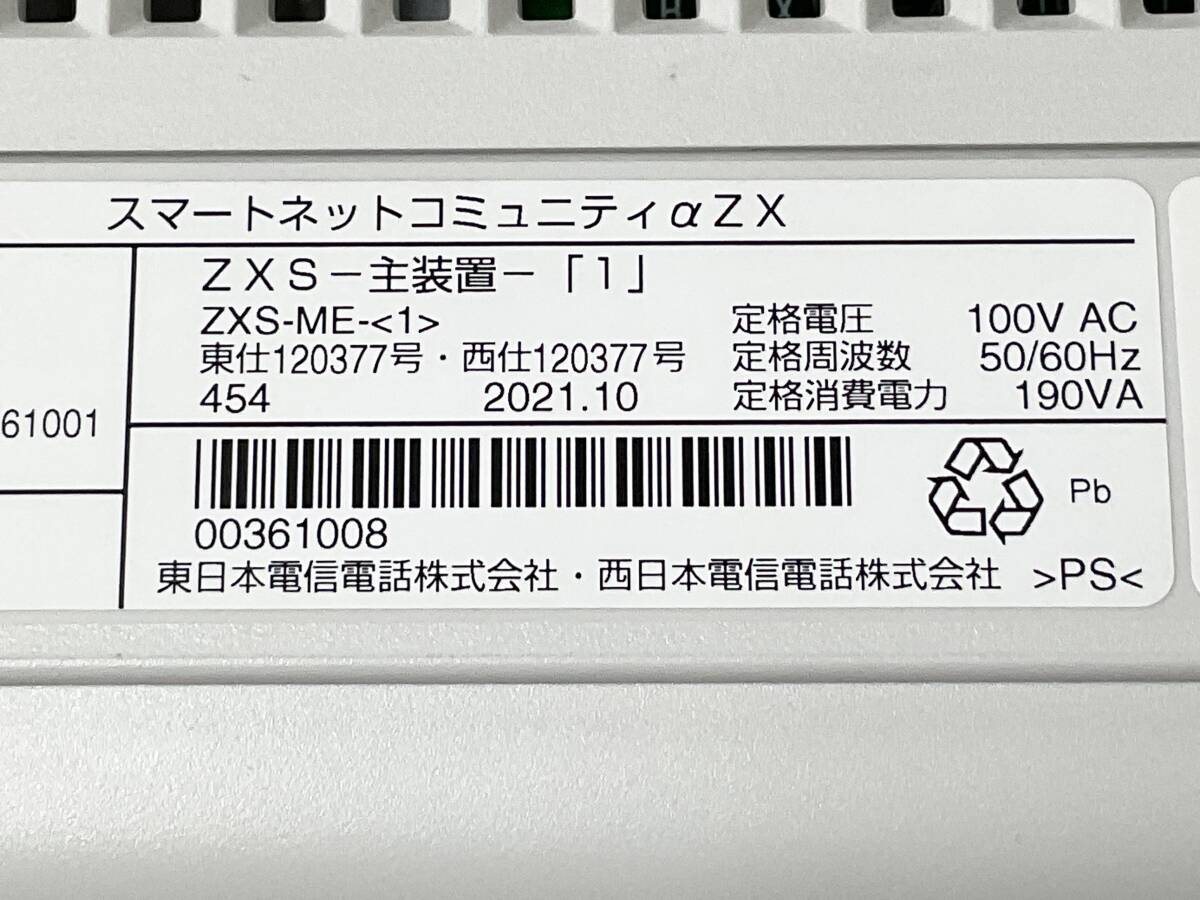 スマートネットコミュニティαZX
ZXS－主装置－「1」
ZXS-ME-<1>
東仕120377号・西仕120377号
454 2021.10
定格電圧 100V AC
定格周波数 50/60Hz
定格消費電力 190VA
61001
00361008
Pb
東日本電信電話株式会社・西日本電信電話株式会社 >PS<